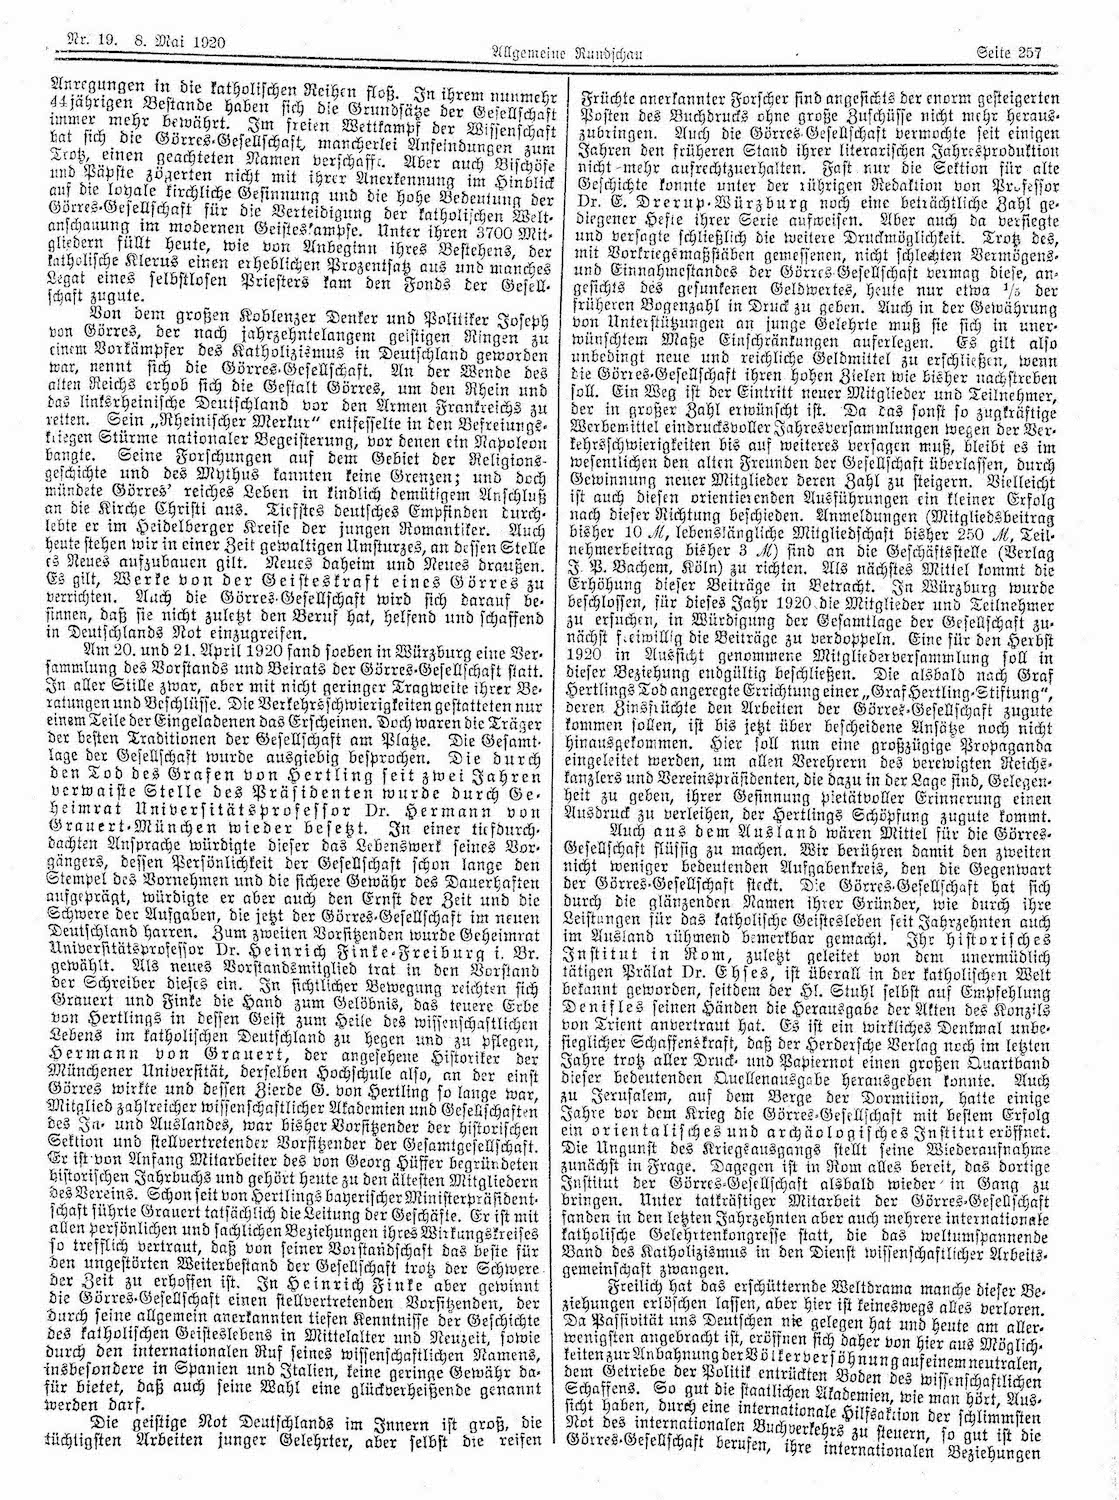 Nr. 19. 8. Mai 1920
Allgemeine Rundschau
Seite 257
Anregungen in die katholischen Reihen floß. In ihrem nunmehr
44jährigen Bestande haben sich die Grundsätze der Gesellschaft
immer mehr bewährt. Im freien Wettkampf der Wissenschaft
hat sich die Görres-Gesellschaft, mancherlei Anfeindungen zum
Trotz, einen geachteten Namen verschafft. Aber auch Bischöfe
und Päpste zögerten nicht mit ihrer Anerkennung im Hinblick
auf die loyale kirchliche Gesinnung und die hohe Bedeutung der
Görres-Gesellschaft für die Verteidigung der katholischen Welt-
anschauung im modernen Geisteskampfe. Unter ihren 3700 Mit-
gliedern füllt heute, wie von Anbeginn ihres Bestehens, der
katholische Klerus einen erheblichen Prozentsatz aus und manches
Legat eines selbstlosen Priesters kam den Fonds der Gesell-
schaft zugute.
Von dem großen Koblenzer Denker und Politiker Joseph
von Görres, der nach jahrzehntelangem geistigen Ringen zu
einem Vorkämpfer des Katholizismus in Deutschland geworden
war, nennt sich die Görres-Gesellschaft. An der Wende des
alten Reichs erhob sich die Gestalt Görres, um den Rhein und
das linksrheinische Deutschland vor den Armen Frankreichs zu
retten. Sein „Rheinischer Merkur“ entfesselte in den Befreiungs-
kriegen Stürme nationaler Begeisterung, vor denen ein Napoleon
bangte. Seine Forschungen auf dem Gebiet der Religions-
geschichte und des Mythus kannten keine Grenzen; und doch
mündete Görres' reiches Leben in kindlich demütigem Anschluß
an die Kirche Christi aus. Tiefstes deutsches Empfinden durch-
lebte er im Heidelberger Kreise der jungen Romantiker. Auch
heute stehen wir in einer Zeit gewaltigen Umsturzes, an dessen Stelle
es Neues aufzubauen gilt. Neues daheim und Neues draußen.
Es gilt, Werke von der Geisteskraft eines Görres zu
verrichten. Auch die Görres-Gesellschaft wird sich darauf be-
sinnen, daß sie nicht zuletzt den Beruf hat, helfend und schaffend
in Deutschlands Not einzugreifen.
Am 20. und 21. April 1920 fand soeben in Würzburg eine Ver-
sammlung des Vorstands und Beirats der Görres-Gesellschaft statt.
In aller Stille zwar, aber mit nicht geringer Tragweite ihrer Be-
ratungen und Beschlüsse. Die Verkehrsschwierigkeiten gestatteten nur
einem Teile der Eingeladenen das Erscheinen. Doch waren die Träger
der besten Traditionen der Gesellschaft am Platze. Die Gesamt-
lage der Gesellschaft wurde ausgiebig besprochen. Die durch
den Tod des Grafen von Hertling seit zwei Jahren
verwaiste Stelle des Präsidenten wurde durch Ge-
heimrat Universitätsprofessor Dr. Hermann von
Grauert-München wieder besetzt. In einer tiefdurch-
dachten Ansprache würdigte dieser das Lebenswerk seines Vor-
gängers, dessen Persönlichkeit der Gesellschaft schon lange den
Stempel des Vornehmen und die sichere Gewähr des Dauerhaften
aufgeprägt, würdigte er aber auch den Ernst der Zeit und die
Schwere der Aufgaben, die jetzt der Görres-Gesellschaft im neuen
Deutschland harren. Zum zweiten Vorsitzenden wurde Geheimrat
Universitätsprofessor Dr. Heinrich Finke-Freiburg i. Br.
gewählt. Als neues Vorstandsmitglied trat in den Vorstand
der Schreiber dieses ein. In sichtlicher Bewegung reichten sich
Grauert und Finke die Hand zum Gelöbnis, das teuere Erbe
von Hertlings in dessen Geist zum Heile des wissenschaftlichen
Lebens im katholischen Deutschland zu hegen und zu pflegen,
Hermann von Grauert, der angesehene Historiker der
Münchener Universität, derselben Hochschule also, an der einst
Görres wirkte und dessen Zierde G. von Hertling so lange war,
Mitglied zahlreicher wissenschaftlicher Akademien und Gesellschaften
des In- und Auslandes, war bisher Vorsitzender der historischen
Sektion und stellvertretender Vorsitzender der Gesamtgesellschaft.
Er ist von Anfang Mitarbeiter des von Georg Hüffer begründeten
historischen Jahrbuchs und gehört heute zu den ältesten Mitgliedern
des Vereins. Schon seit von Hertlings bayerischer Ministerpräsident-
schaft führte Grauert tatsächlich die Leitung der Geschäfte. Er ist mit
allen persönlichen und sachlichen Beziehungen ihres Wirkungskreises
so trefflich vertraut, daß von seiner Vorstandschaft das beste für
den ungestörten Weiterbestand der Gesellschaft trotz der Schwere
der Zeit zu erhoffen ist. In Heinrich Finke aber gewinnt
die Görres-Gesellschaft einen stellvertretenden Vorsitzenden, der
durch seine allgemein anerkannten tiefen Kenntnisse der Geschichte
des katholischen Geisteslebens in Mittelalter und Neuzeit, sowie
durch den internationalen Ruf seines wissenschaftlichen Namens,
insbesondere in Spanien und Italien, keine geringe Gewähr da-
für bietet, daß auch seine Wahl eine glückverheißende genannt
werden darf.
Die geistige Not Deutschlands im Innern ist groß, die
tüchtigsten Arbeiten junger Gelehrter, aber selbst die reifen
Früchte anerkannter Forscher sind angesichts der enorm gesteigerten
Posten des Buchdrucks ohne große Zuschüsse nicht mehr heraus-
zubringen. Auch die Görres-Gesellschaft vermochte seit einigen
Jahren den früheren Stand ihrer literarischen Jahresproduktion
nicht mehr aufrechtzuerhalten. Fast nur die Sektion für alte
Geschichte konnte unter der rührigen Redaktion von Professor
Dr. E. Drerup-Würzburg noch eine beträchtliche Zahl ge-
diegener Hefte ihrer Serie aufweisen. Aber auch da versiegte
und versagte schließlich die weitere Druckmöglichkeit. Trotz des,
mit Vorkriegsmaßstäben gemessenen, nicht schlechten Vermögens-
und Einnahmestandes der Görres-Gesellschaft vermag diese, an-
gesichts des gesunkenen Geldwertes, heute nur etwa 1/5 der
früheren Bogenzahl in Druck zu geben. Auch in der Gewährung
von Unterstützungen an junge Gelehrte muß sie sich in uner-
wünschtem Maße Einschränkungen auferlegen. Es gilt also
unbedingt neue und reichliche Geldmittel zu erschließen, wenn
die Görres-Gesellschaft ihren hohen Zielen wie bisher nachstreben
soll. Ein Weg ist der Eintritt neuer Mitglieder und Teilnehmer,
der in großer Zahl erwünscht ist. Da das sonst so zugkräftige
Werbemittel eindrucksvoller Jahresversammlungen wegen der Ver-
kehrsschwierigkeiten bis auf weiteres versagen muß, bleibt es im
wesentlichen den alten Freunden der Gesellschaft überlassen, durch
Gewinnung neuer Mitglieder deren Zahl zu steigern. Vielleicht
ist auch diesen orientierenden Ausführungen ein kleiner Erfolg
nach dieser Richtung beschieden. Anmeldungen (Mitgliedsbeitrag
bisher 10 M, lebenslängliche Mitgliedschaft bisher 250 M, Teil-
nehmerbeitrag bisher 3 M) sind an die Geschäftsstelle (Verlag
J. P. Bachem, Köln) zu richten. Als nächstes Mittel kommt die
Erhöhung dieser Beiträge in Betracht. In Würzburg wurde
beschlossen, für dieses Jahr 1920 die Mitglieder und Teilnehmer
zu ersuchen, in Würdigung der Gesamtlage der Gesellschaft zu-
nächst freiwillig die Beiträge zu verdoppeln. Eine für den Herbst
1920 in Aussicht genommene Mitgliederversammlung soll in
dieser Beziehung endgültig beschließen. Die alsbald nach Graf
Hertlings Tod angeregte Errichtung einer „Graf Hertling-Stiftung“,
deren Zinsfrüchte den Arbeiten der Görres-Gesellschaft zugute
kommen sollen, ist bis jetzt über bescheidene Ansätze noch nicht
hinausgekommen. Hier soll nun eine großzügige Propaganda
eingeleitet werden, um allen Verehrern des verewigten Reichs-
kanzlers und Vereinspräsidenten, die dazu in der Lage sind, Gelegen-
heit zu geben, ihrer Gesinnung pietätvoller Erinnerung einen
Ausdruck zu verleihen, der Hertlings Schöpfung zugute kommt.
Auch aus dem Ausland wären Mittel für die Görres-
Gesellschaft flüssig zu machen. Wir berühren damit den zweiten
nicht weniger bedeutenden Aufgabenkreis, den die Gegenwart
der Görres-Gesellschaft steckt. Die Görres-Gesellschaft hat sich
durch die glänzenden Namen ihrer Gründer, wie durch ihre
Leistungen für das katholische Geistesleben seit Jahrzehnten auch
im Ausland rühmend bemerkbar gemacht. Ihr historisches
Institut in Rom, zuletzt geleitet von dem unermüdlich
tätigen Prälat Dr. Ehses, ist überall in der katholischen Welt
bekannt geworden, seitdem der Hl. Stuhl selbst auf Empfehlung
Denifles seinen Händen die Herausgabe der Akten des Konzils
von Trient anvertraut hat. Es ist ein wirkliches Denkmal unbe-
sieglicher Schaffenskraft, daß der Herdersche Verlag noch im letzten
Jahre trotz aller Druck- und Papiernot einen großen Quartband
dieser bedeutenden Quellenausgabe herausgeben konnte. Auch
zu Jerusalem, auf dem Berge der Dormition, hatte einige
Jahre vor dem Krieg die Görres-Gesellschaft mit bestem Erfolg
ein orientalisches und archäologisches Institut eröffnet.
Die Ungunst des Kriegsausgangs stellt seine Wiederaufnahme
zunächst in Frage. Dagegen ist in Rom alles bereit, das dortige
Institut der Görres-Gesellschaft alsbald wieder in Gang zu
bringen. Unter tatkräftiger Mitarbeit der Görres-Gesellschaft
fanden in den letzten Jahrzehnten aber auch mehrere internationale
katholische Gelehrtenkongresse statt, die das weltumspannende
Band des Katholizismus in den Dienst wissenschaftlicher Arbeits-
gemeinschaft zwangen.
Freilich hat das erschütternde Weltdrama manche dieser Be-
ziehungen erlöschen lassen, aber hier ist keineswegs alles verloren.
Da Passivität uns Deutschen nie gelegen hat und heute am aller-
wenigsten angebracht ist, eröffnen sich daher von hier aus Möglich-
keiten zur Anbahnung der Völkerversöhnung auf einem neutralen,
dem Getriebe der Politik entrückten Boden des wissenschaftlichen
Schaffens. So gut die staatlichen Akademien, wie man hört, Aus-
sicht haben, durch eine internationale Hilfsaktion der schlimmsten
Not des internationalen Buchverkehrs zu steuern, so gut ist die
Görres-Gesellschaft berufen, ihre internationalen Beziehungen